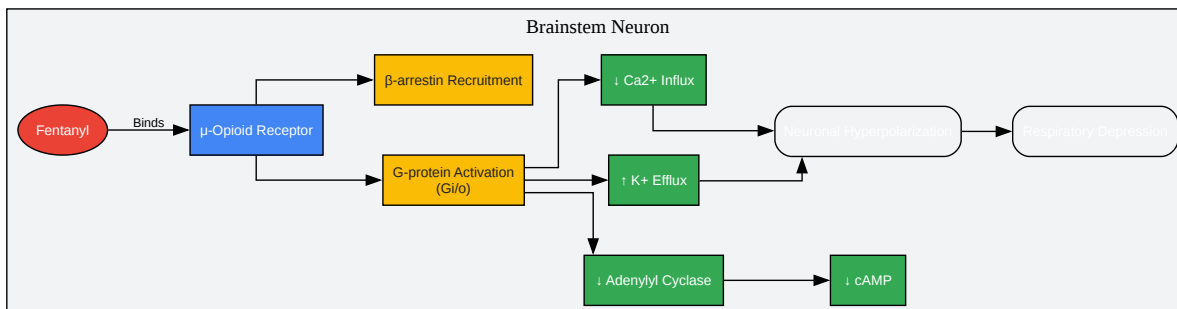 Brainstem Neuron
Fentanyl
Binds
μ-Opioid Receptor
β-arrestin Recruitment
G-protein Activation
(Gi/o)
↓ Ca2+ Influx
↑ K+ Efflux
↓ Adenylyl Cyclase
↓ cAMP
Neuronal Hyperpolarization
Respiratory Depression